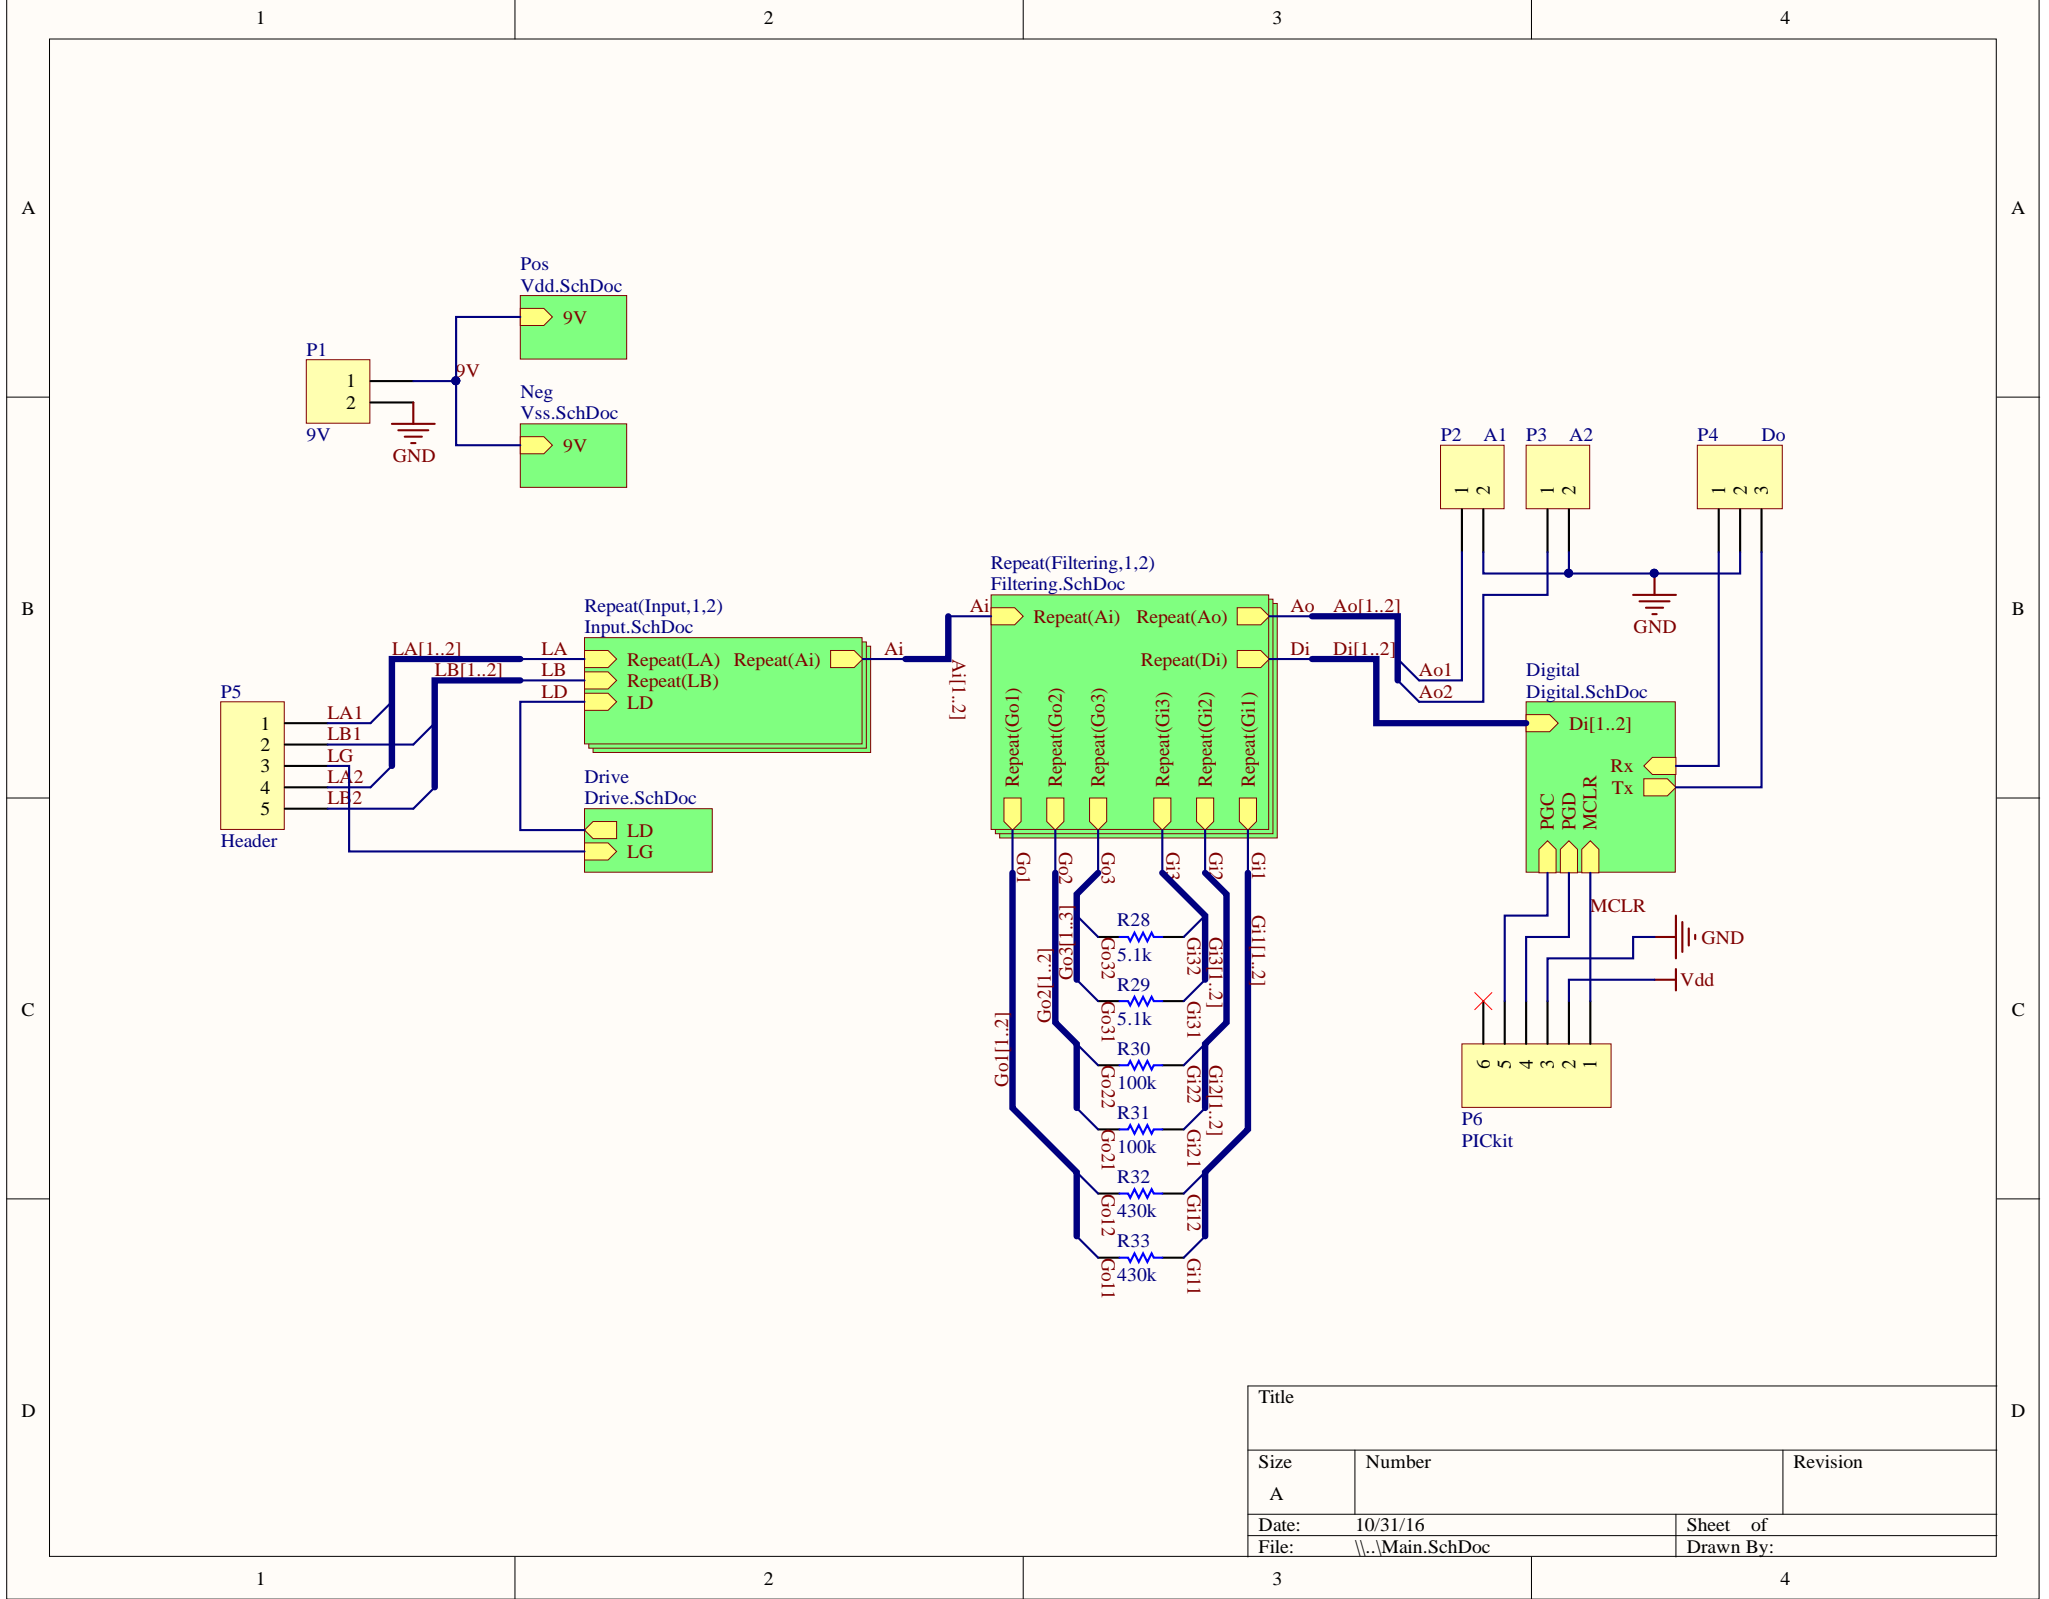 1 2 3 4
A A
Pos
Vdd.SchDoc
9V
P1
1
2
9V
9V
GND
Neg
Vss.SchDoc
9V
B B
P2 A1
1 2
P3 A2
1 2
P4 Do
1 2 3
GND
Repeat(Input,1,2)
Input.SchDoc
LA[1..2] LA
Repeat(LA) Repeat(Ai) Ai
LB[1..2] LB
Repeat(LB)
LD LD
Ai[1..2]
Repeat(Filtering,1,2)
Filtering.SchDoc
Ai Repeat(Ai) Repeat(Ao) Ao Ao[1..2]
Repeat(Di) Di Di[1..2]
Repeat(Go1) Repeat(Go2) Repeat(Go3) Repeat(Gi3) Repeat(Gi2) Repeat(Gi1)
Ao1
Ao2
Digital
Digital.SchDoc
Di[1..2]
Rx
Tx
PGC PGD MCLR
P5
1 LA1
2 LB1
3 LG
4 LA2
5 LB2
Header
Drive
Drive.SchDoc
LD
LG
Go1 Go2 Go3 Gi3 Gi2 Gi1
Go1[1..2] Go2[1..2] Go3[1..3] Gi3[1..2] Gi2[1..2] Gi1[1..2]
R28
Go32 5.1k Gi32
R29
Go31 5.1k Gi31
R30
Go22 100k Gi22
R31
Go21 100k Gi21
R32
Go12 430k Gi12
R33
Go11 430k Gi11
C C
MCLR
GND
Vdd
6 5 4 3 2 1
P6
PICkit
D D
Title
Size Number Revision
A
Date: 10/31/16 Sheet of
File: \\..\Main.SchDoc Drawn By:
1 2 3 4